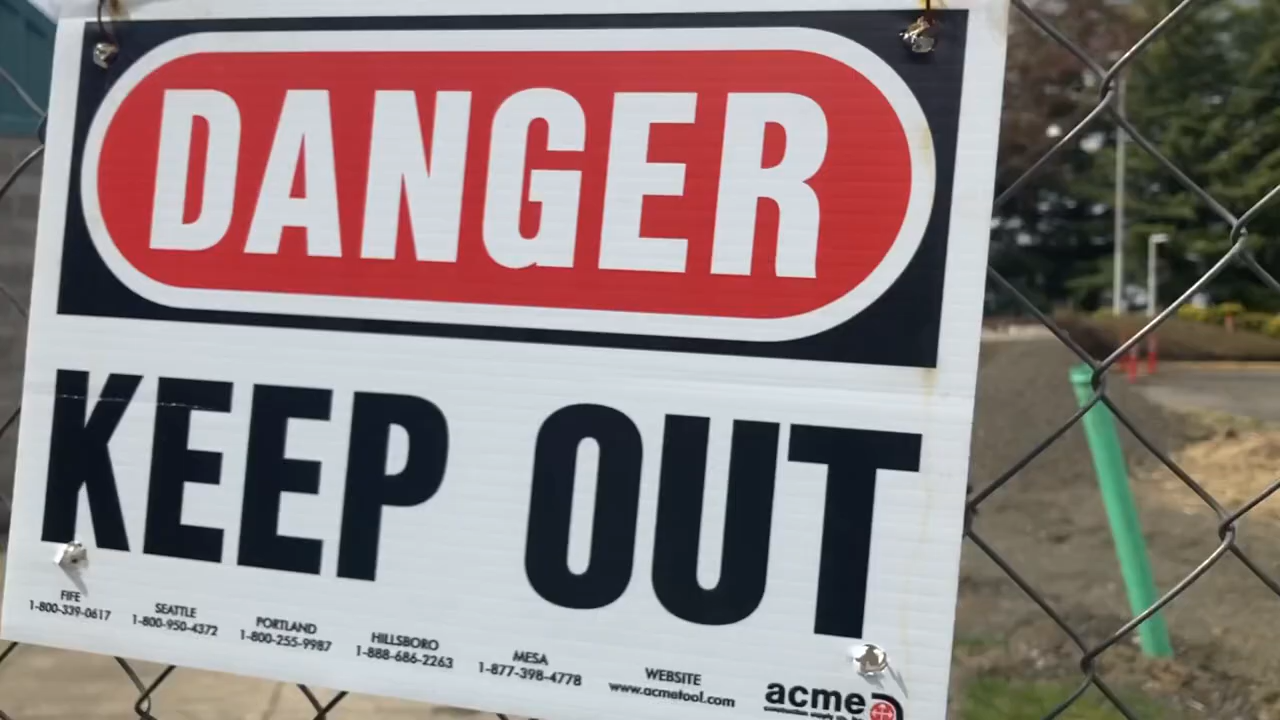 DANGER
KEEP OUT
FIFE
1-800-339-0617
SEATTLE
1-800-950-4372
PORTLAND
1-800-255-9987
HILLSBORO
1-888-686-2263
MESA
1-877-398-4778
WEBSITE
www.acmetool.com
acme